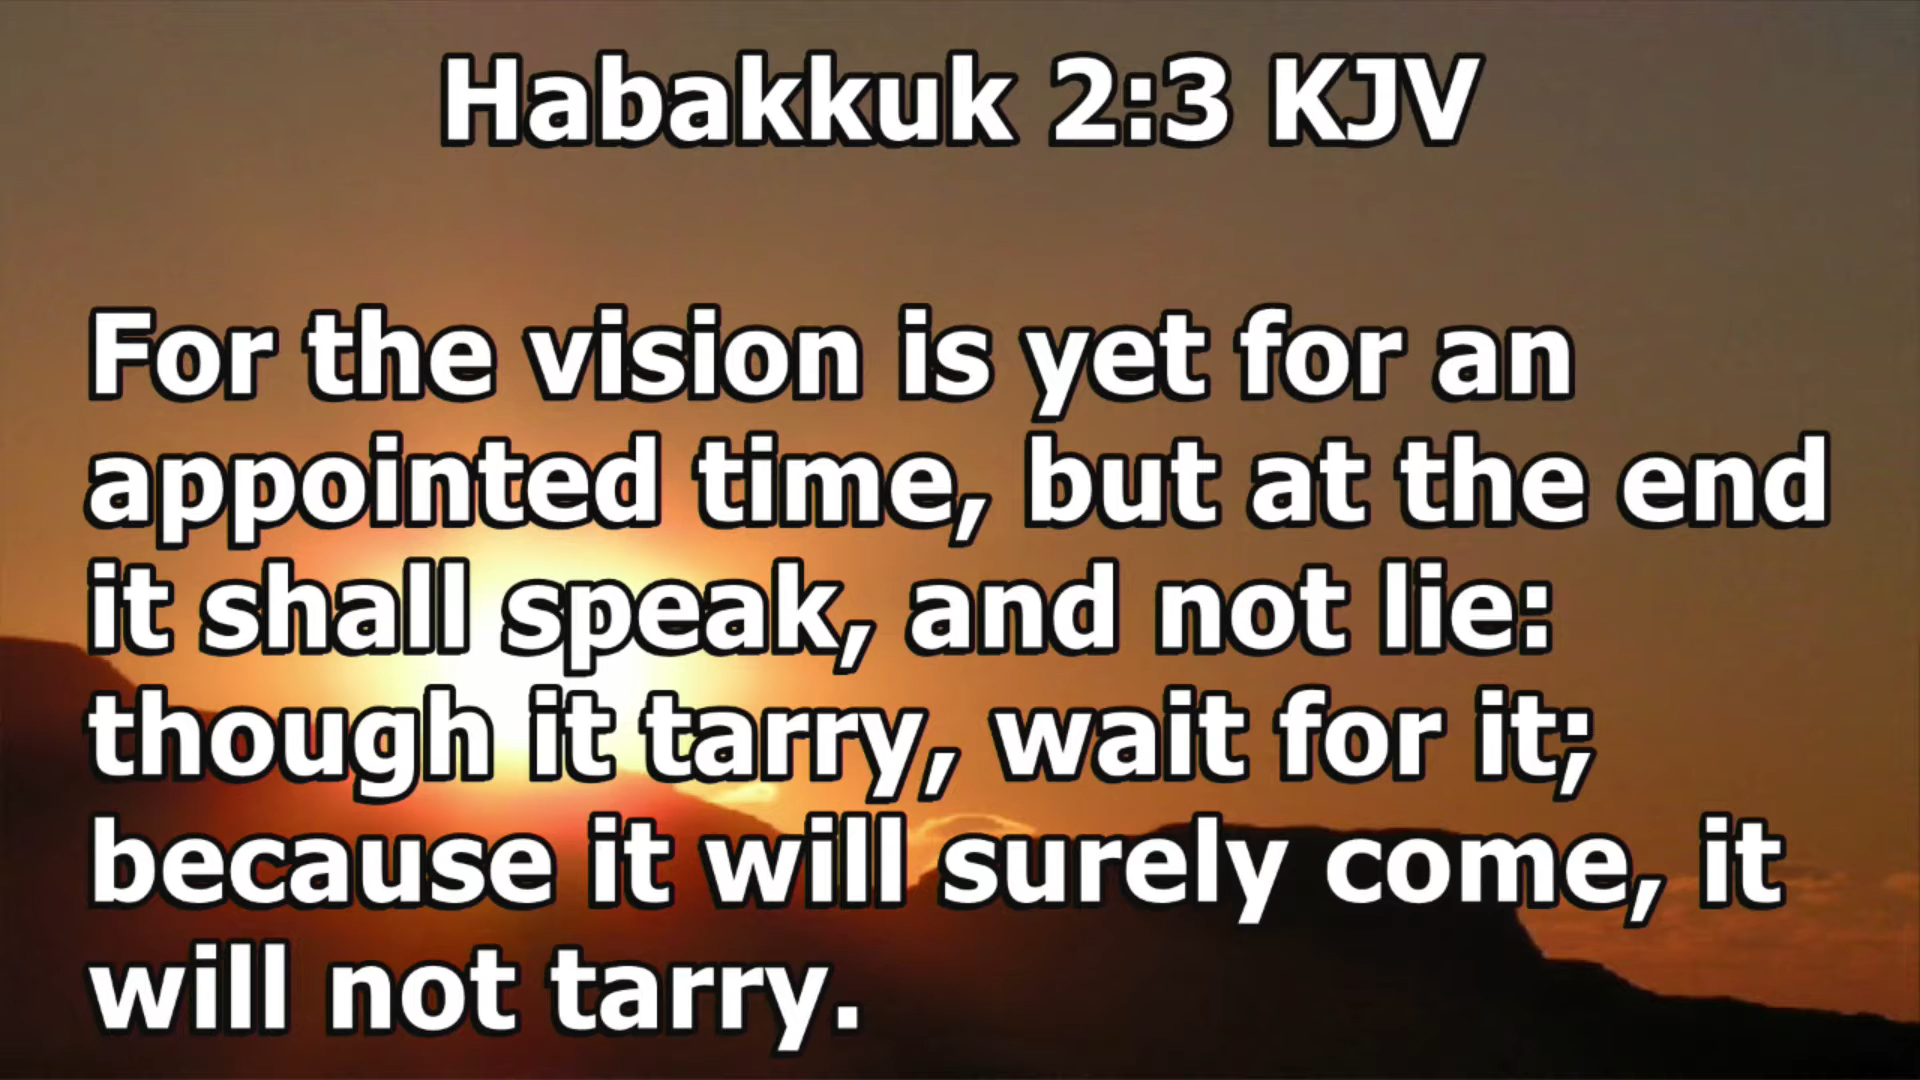 Habakkuk 2:3 KJV
For the vision is yet for an
appointed time, but at the end
it shall speak, and not lie:
though it tarry, wait for it;
because it will surely come, it
will not tarry.